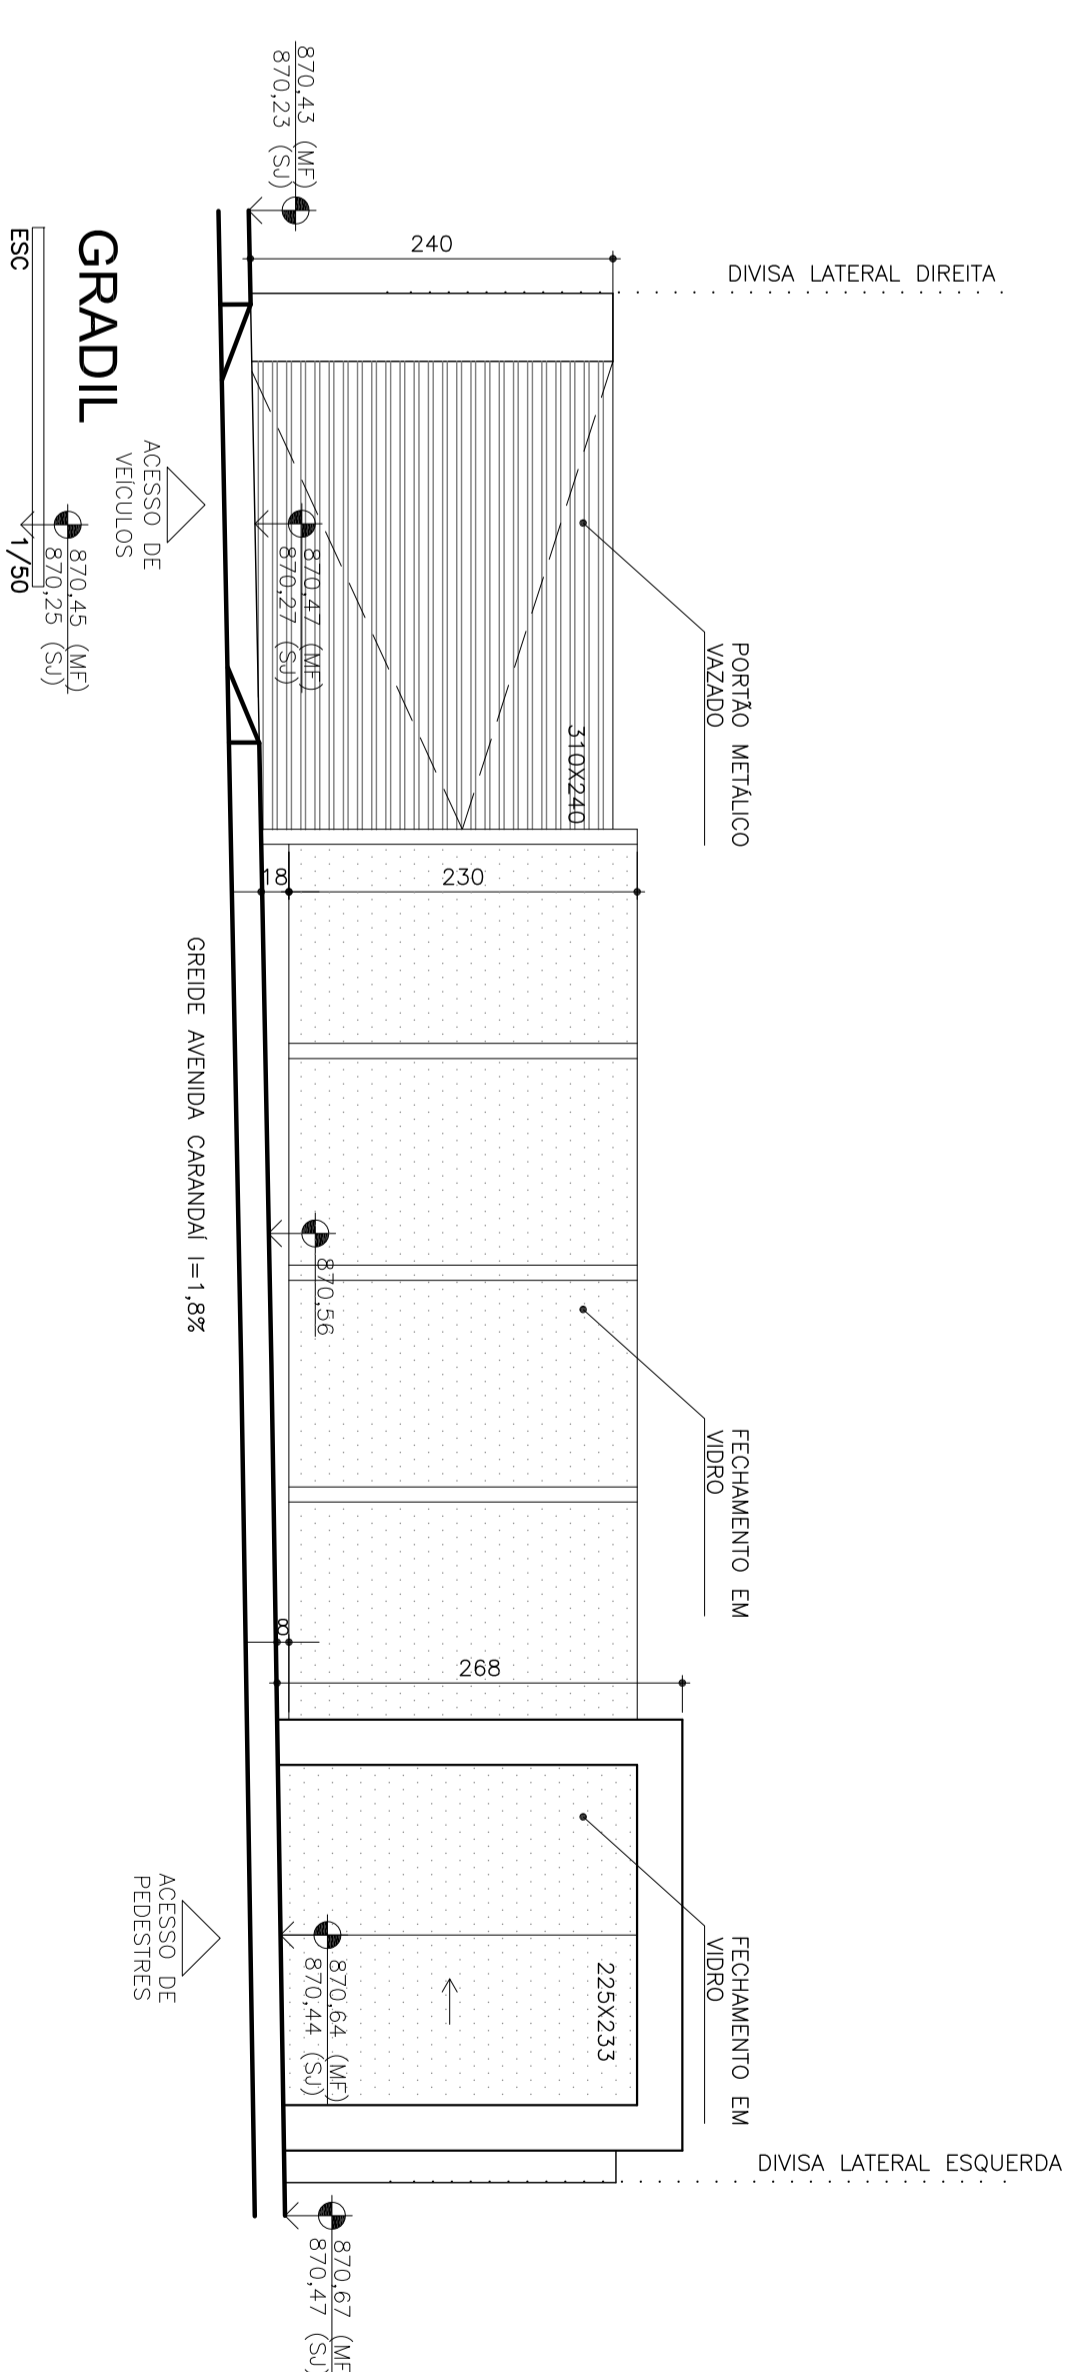 DIVISA LATERAL DIREITA
DIVISA LATERAL ESQUERDA
PORTÃO METÁLICO
VAZADO
FECHAMENTO EM
VIDRO
FECHAMENTO EM
VIDRO
240
310X240
230
18
8
268
225X233
870,43 (MF)
870,23 (SJ)
870,47 (MF)
870,27 (SJ)
870,56
870,64 (MF)
870,44 (SJ)
870,67 (MF
870,47 (SJ)
GREIDE AVENIDA CARANDAÍ I=1,8%
ACESSO DE
VEÍCULOS
ACESSO DE
PEDESTRES
GRADIL
870,45 (MF)
870,25 (SJ)
ESC
1/50